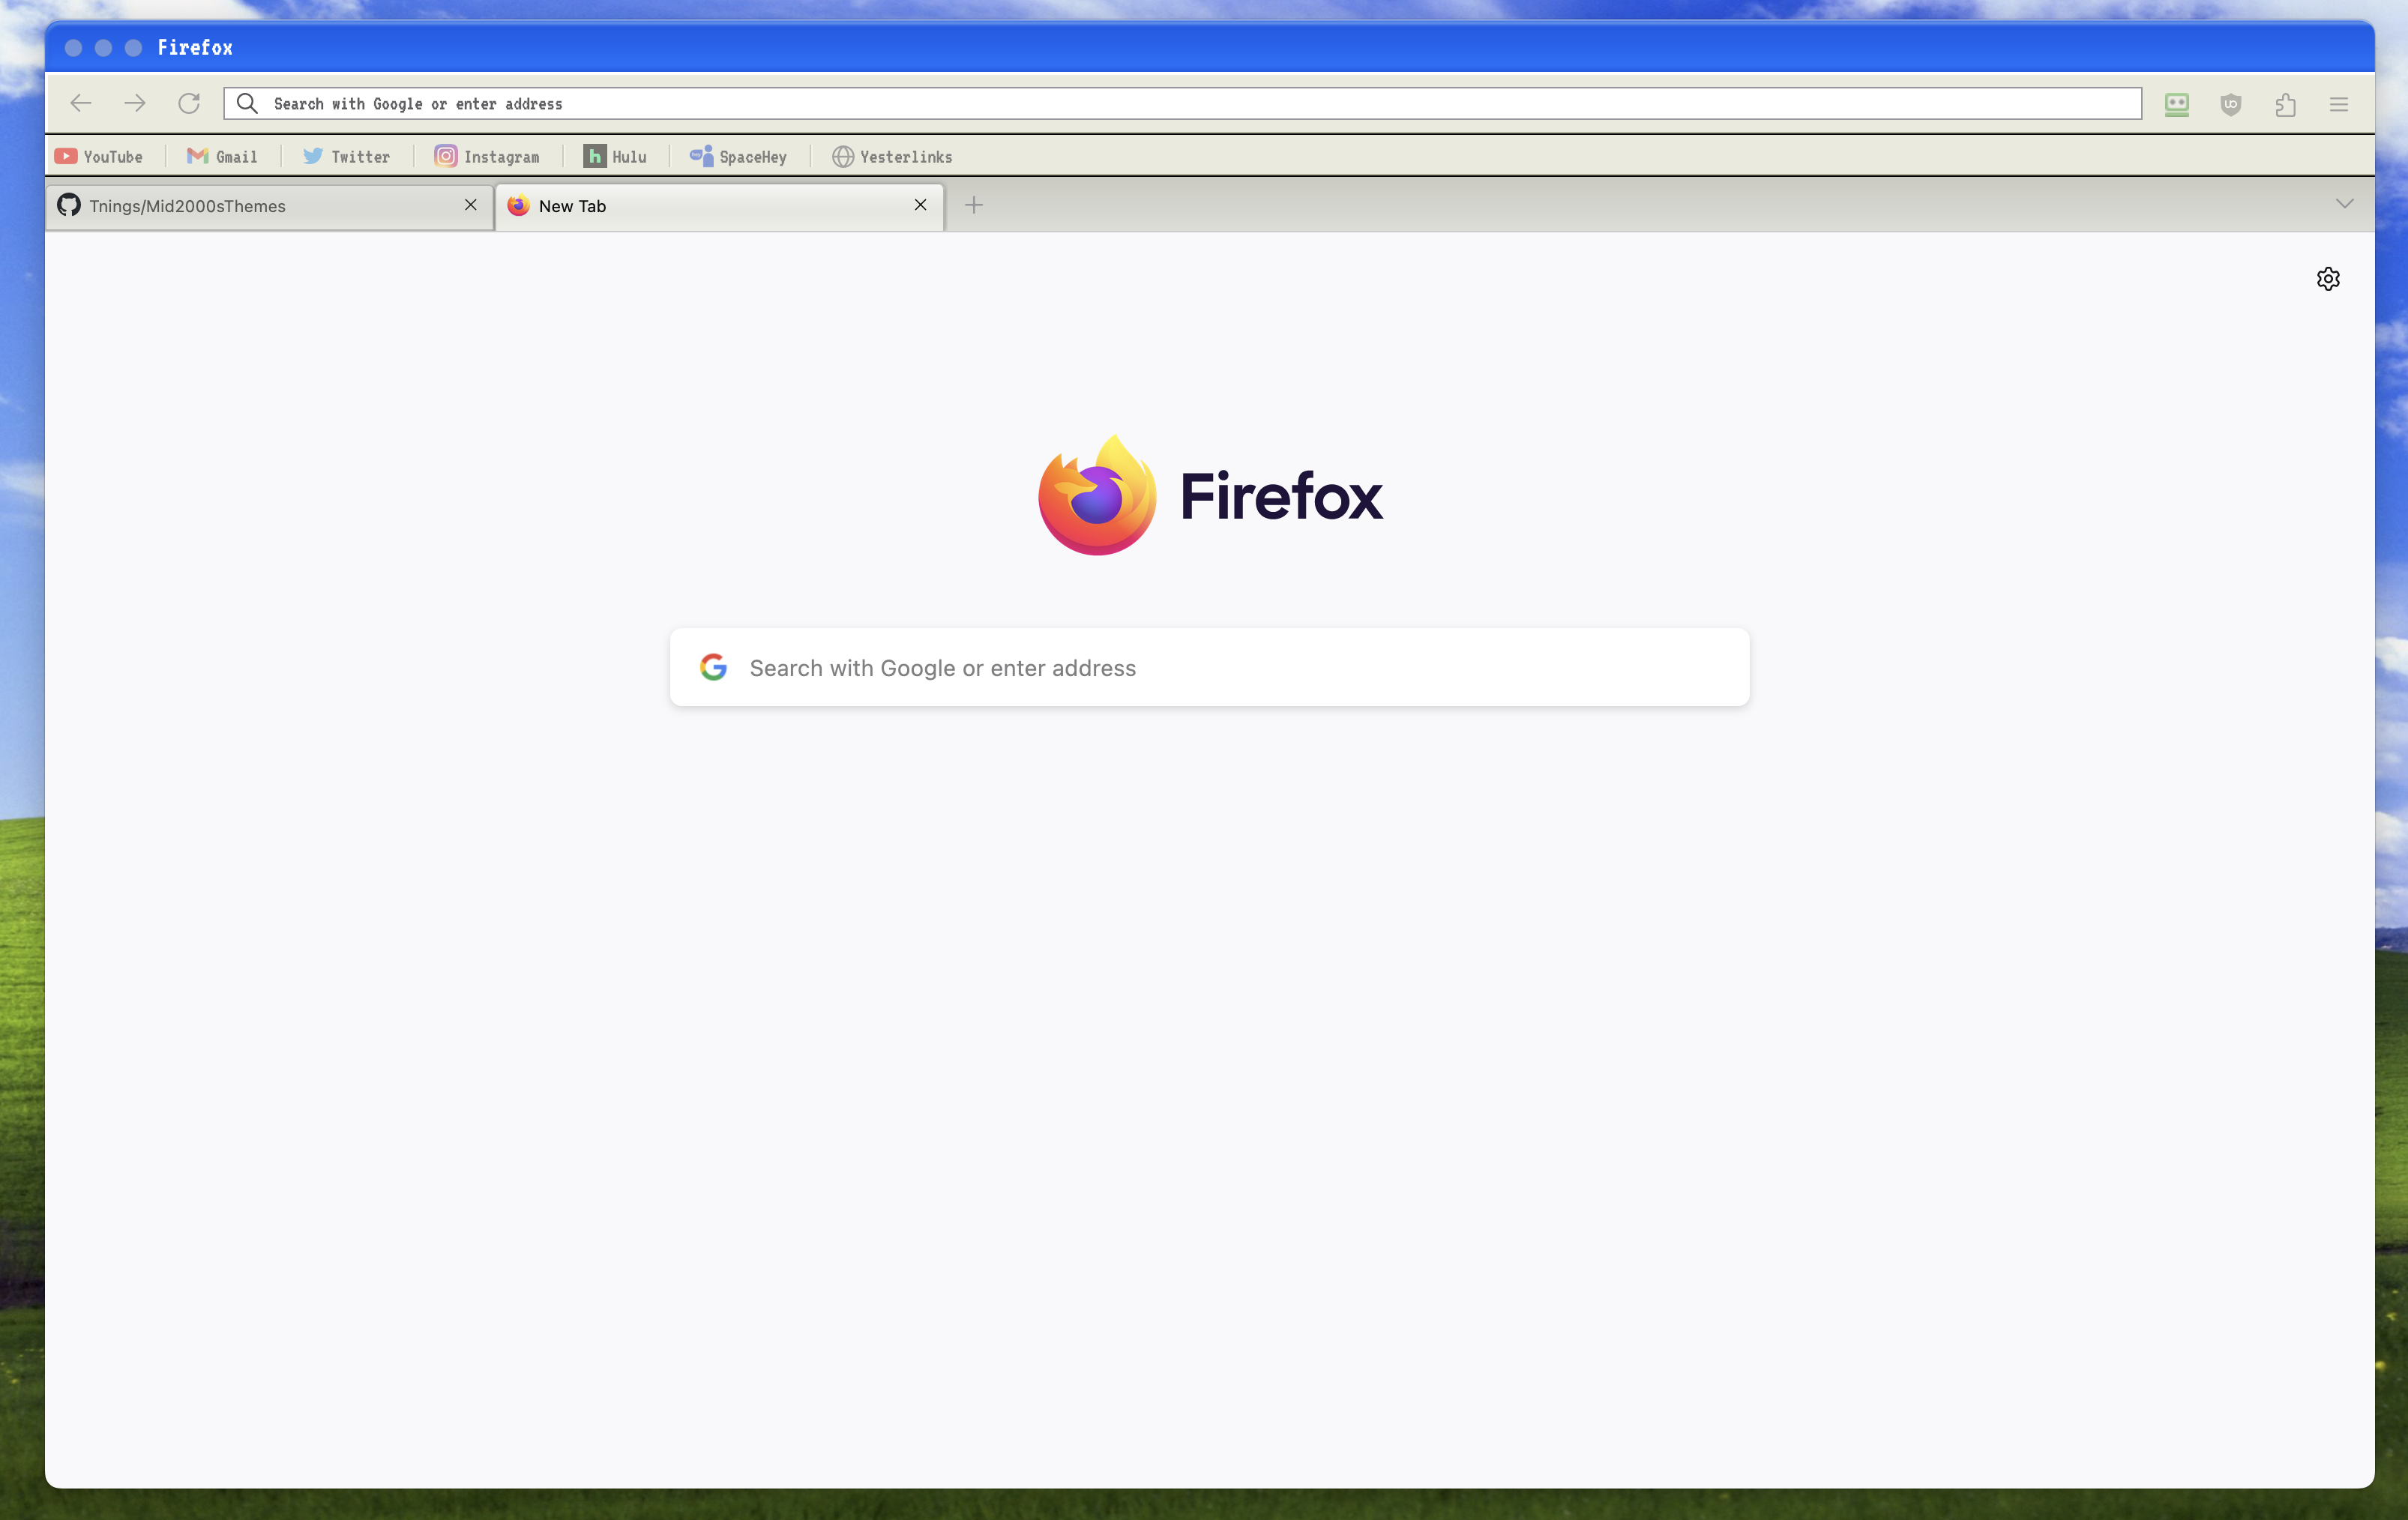 Firefox
Search with Google or enter address
YouTube Gmail Twitter Instagram Hulu SpaceHey Yesterlinks
Tnings/Mid2000sThemes New Tab
Firefox
Search with Google or enter address